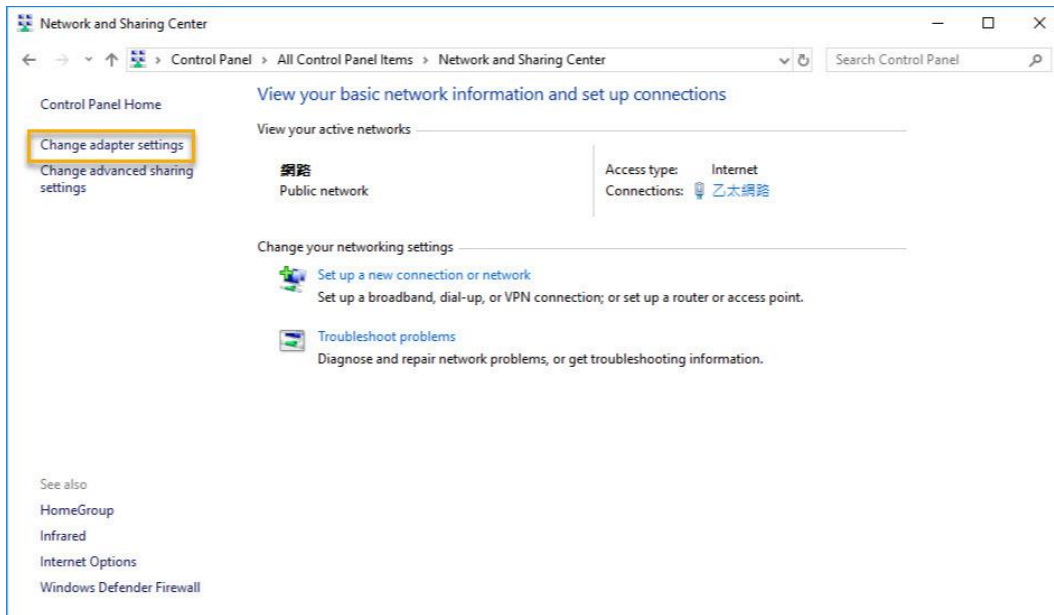 Network and Sharing Center
Control Panel > All Control Panel Items > Network and Sharing Center
Search Control Panel
Control Panel Home
Change adapter settings
Change advanced sharing
settings
View your basic network information and set up connections
View your active networks
網路
Public network
Access type: Internet
Connections: 乙太網路
Change your networking settings
Set up a new connection or network
Set up a broadband, dial-up, or VPN connection; or set up a router or access point.
Troubleshoot problems
Diagnose and repair network problems, or get troubleshooting information.
See also
HomeGroup
Infrared
Internet Options
Windows Defender Firewall